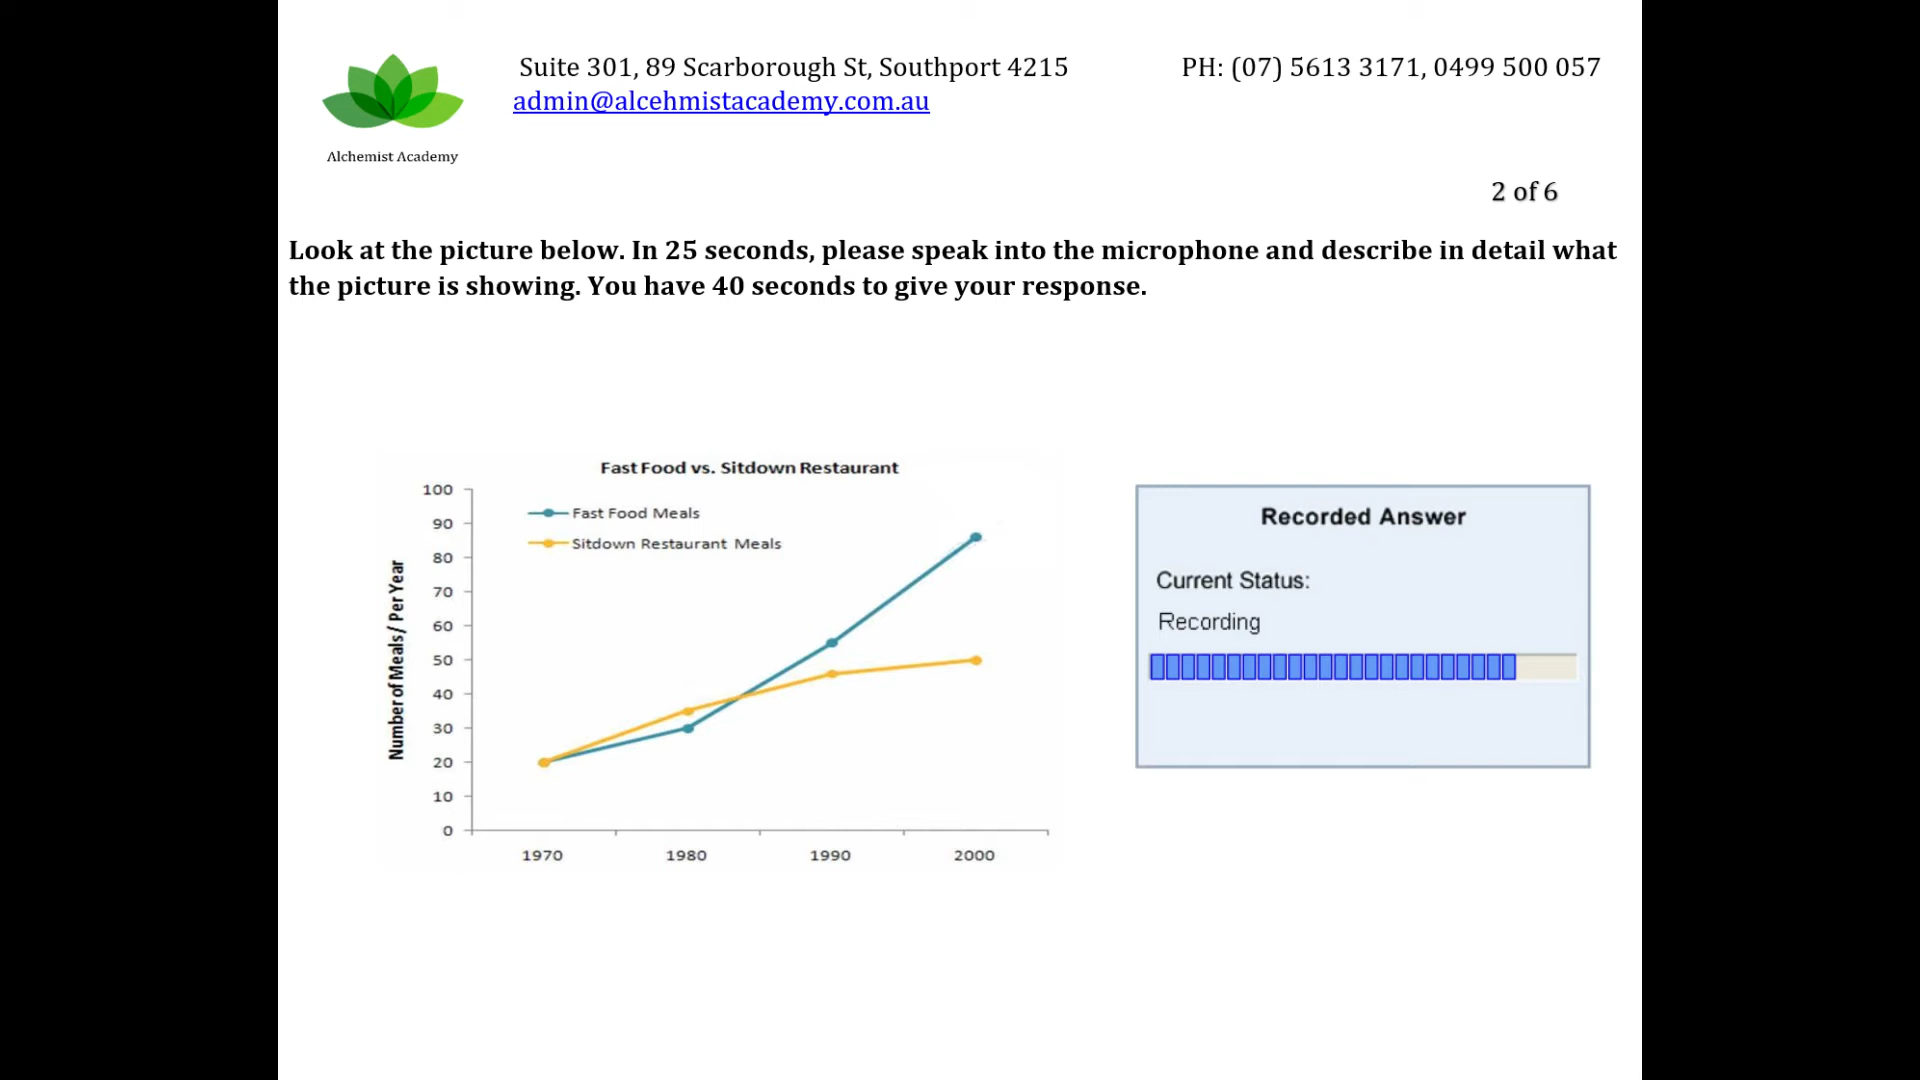 Suite 301, 89 Scarborough St, Southport 4215 PH: (07) 5613 3171, 0499 500 057
admin@alcehmistacademy.com.au
Alchemist Academy
2 of 6
Look at the picture below. In 25 seconds, please speak into the microphone and describe in detail what
the picture is showing. You have 40 seconds to give your response.
Fast Food vs. Sitdown Restaurant
Fast Food Meals
Sitdown Restaurant Meals
Number of Meals/ Per Year
100
90
80
70
60
50
40
30
20
10
0
1970 1980 1990 2000
Recorded Answer
Current Status:
Recording